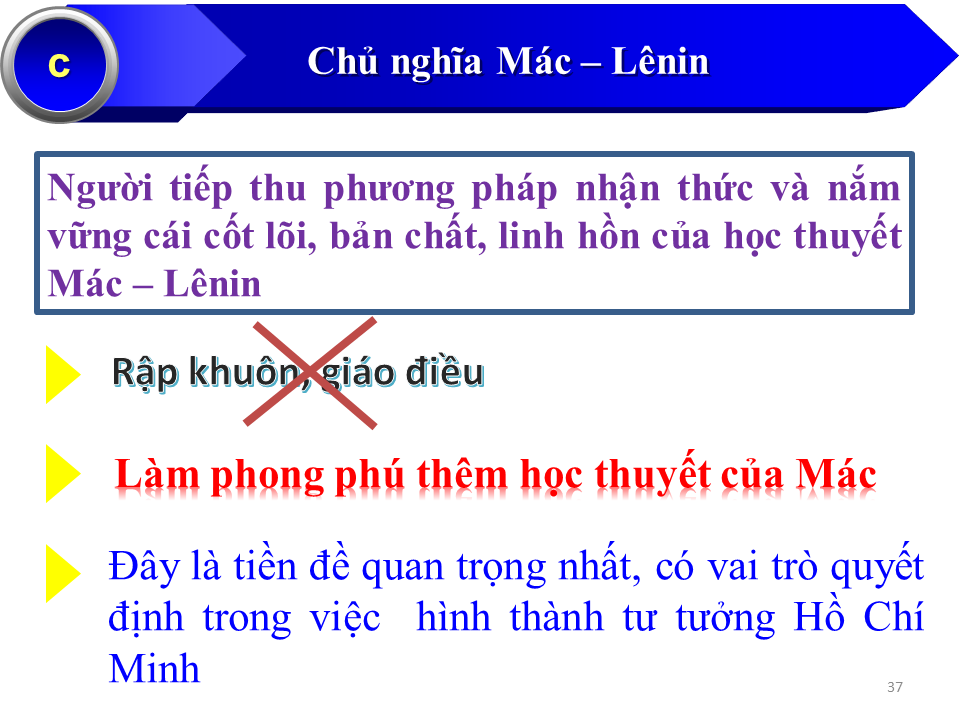 c
Chủ nghĩa Mác – Lênin
Người tiếp thu phương pháp nhận thức và nắm
vững cái cốt lõi, bản chất, linh hồn của học thuyết
Mác – Lênin
Rập khuôn, giáo điều
Làm phong phú thêm học thuyết của Mác
Đây là tiền đề quan trọng nhất, có vai trò quyết
định trong việc hình thành tư tưởng Hồ Chí
Minh
37